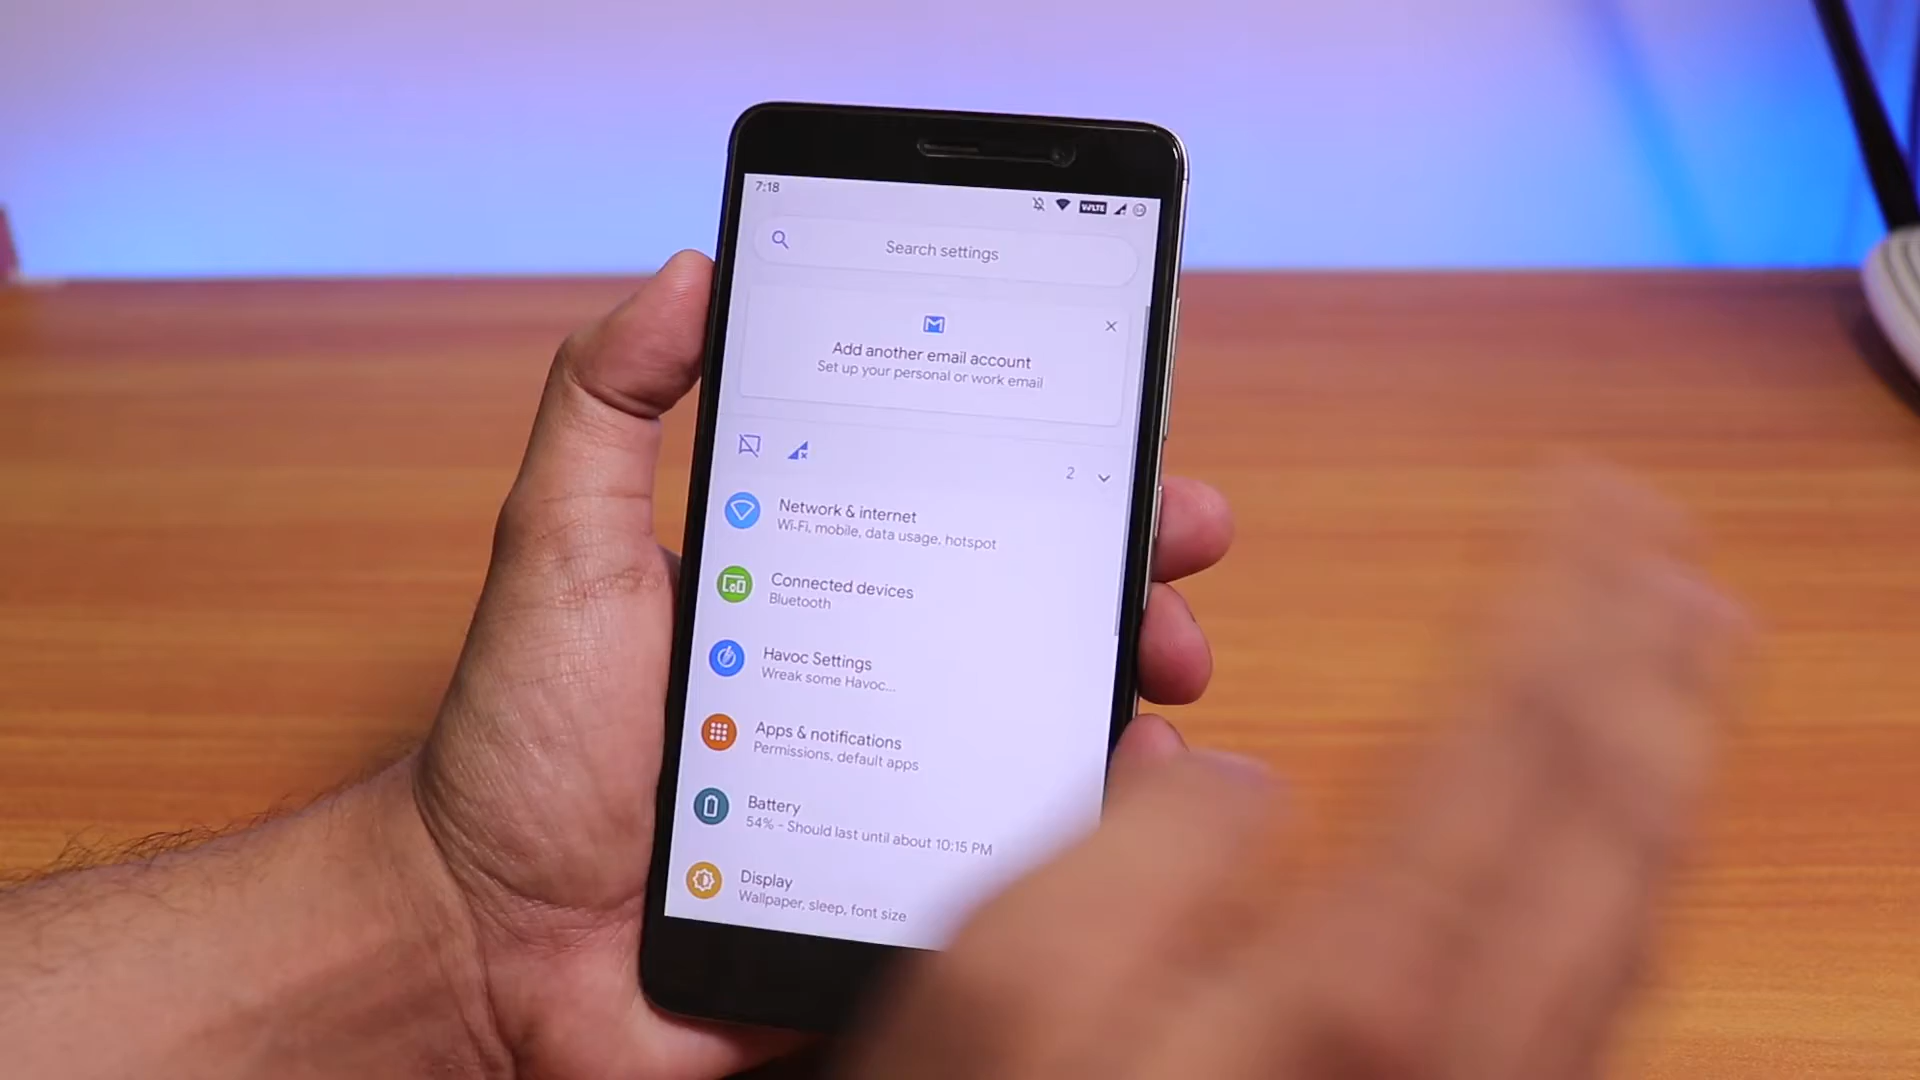 7:18
VoLTE
Search settings
Add another email account
Set up your personal or work email
2
Network & internet
Wi-Fi, mobile, data usage, hotspot
Connected devices
Bluetooth
Havoc Settings
Wreak some Havoc...
Apps & notifications
Permissions, default apps
Battery
54% - Should last until about 10:15 PM
Display
Wallpaper, sleep, font size